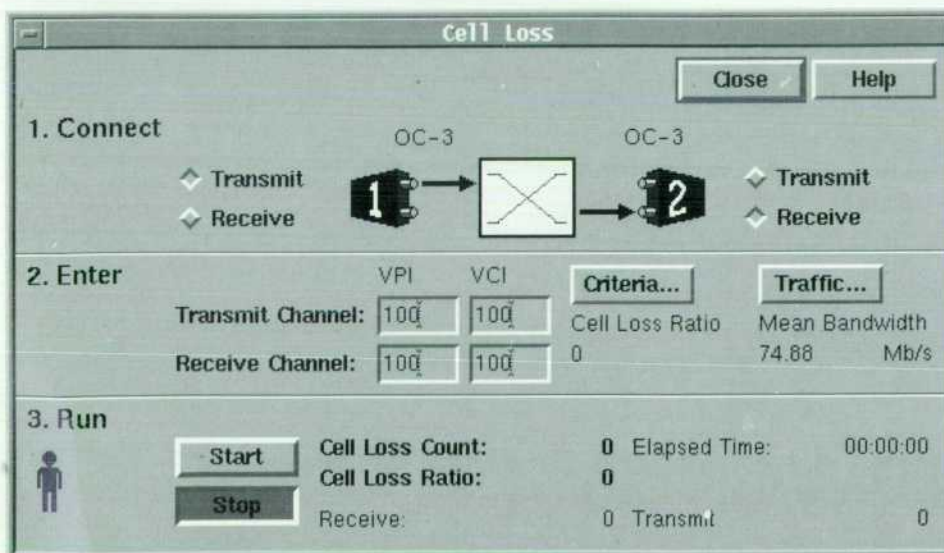 Cell Loss
Close Help
1. Connect
OC-3 OC-3
Transmit Transmit
1 2
Receive Receive
2. Enter
VPI VCI Criteria... Traffic...
Transmit Channel: 100 100 Cell Loss Ratio Mean Bandwidth
Receive Channel: 100 100 0 74.88 Mb/s
3. Run
Start Cell Loss Count: 0 Elapsed Time: 00:00:00
Cell Loss Ratio: 0
Stop
Receive: 0 Transmit 0